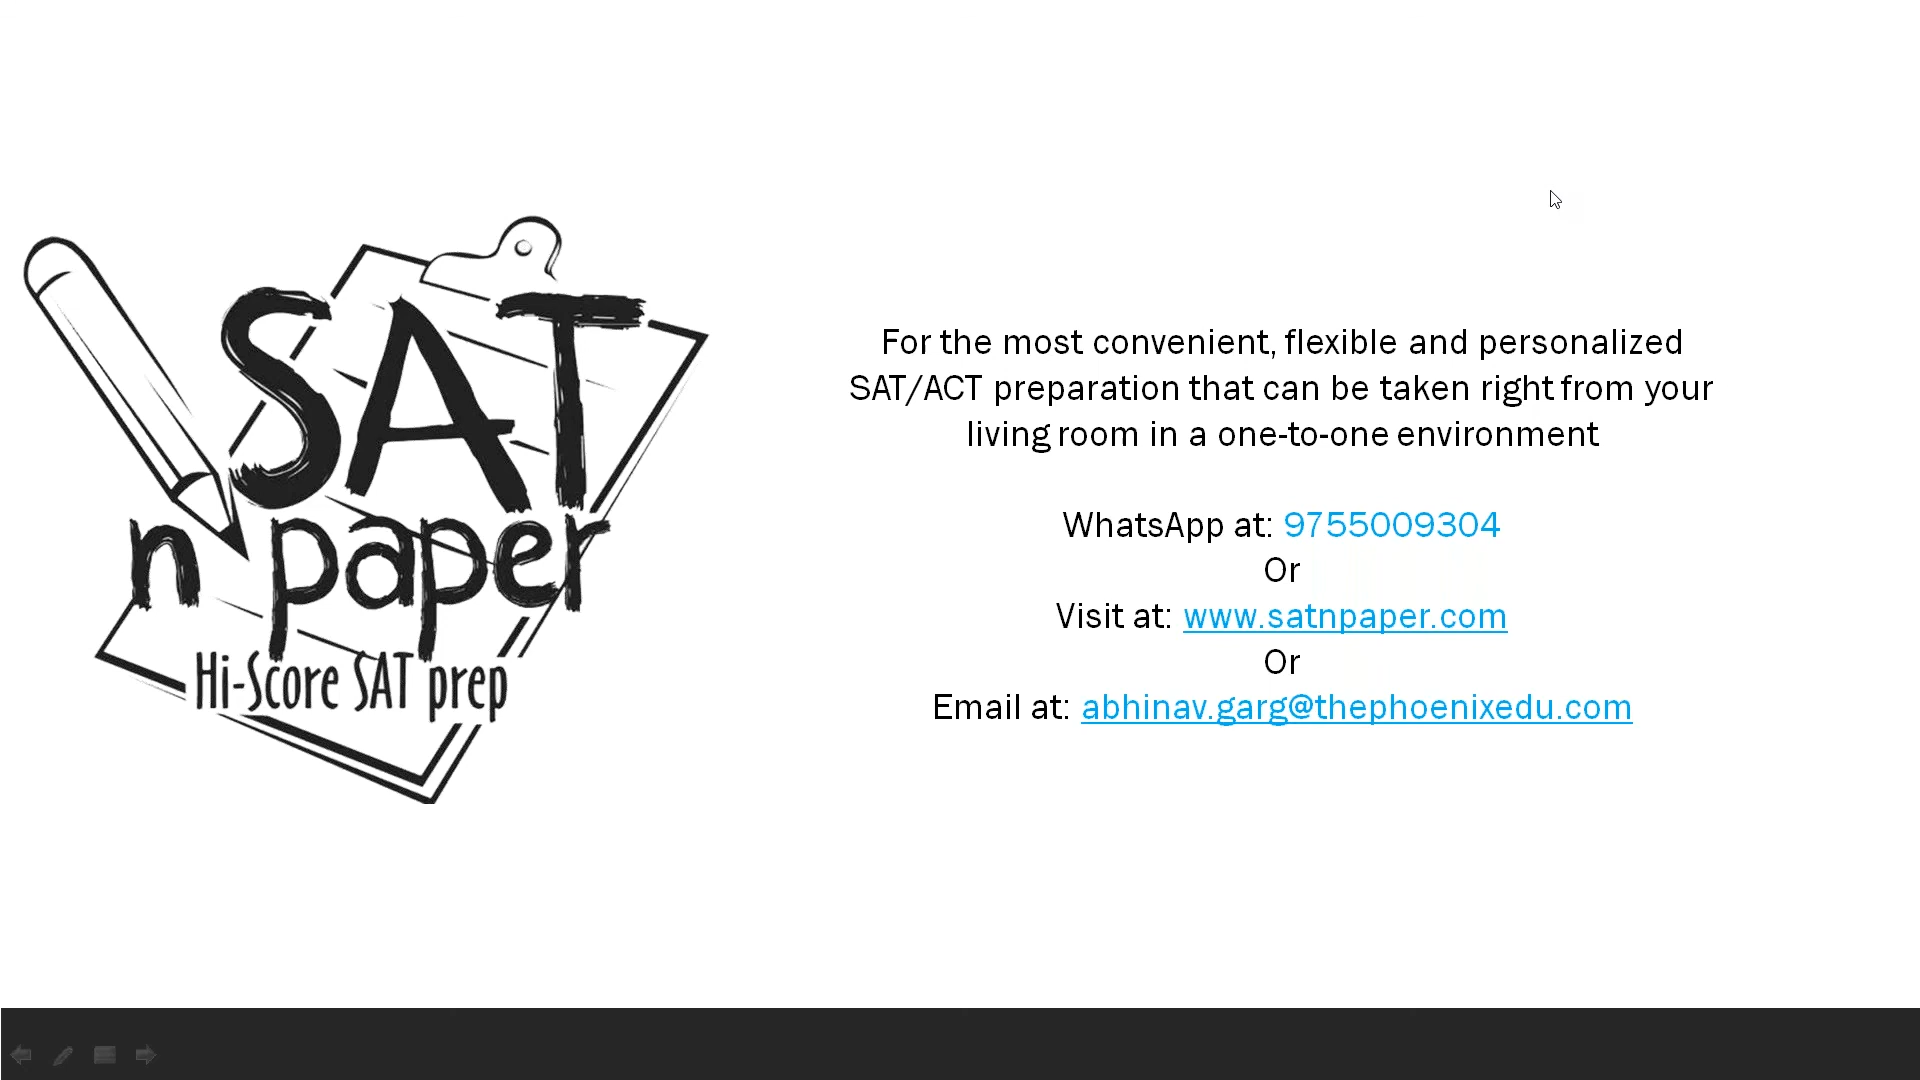 SAT
n paper
Hi-Score SAT prep
For the most convenient, flexible and personalized
SAT/ACT preparation that can be taken right from your
living room in a one-to-one environment
WhatsApp at: 9755009304
Or
Visit at: www.satnpaper.com
Or
Email at: abhinav.garg@thephoenixedu.com